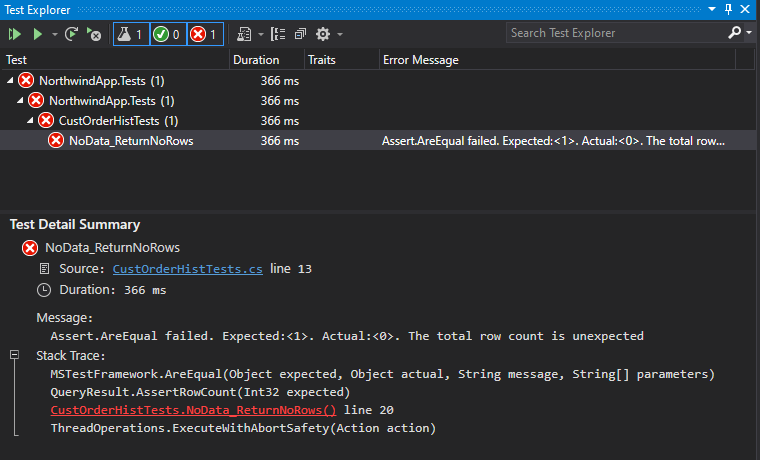 Test Explorer
1 0 1 Search Test Explorer
Test Duration Traits Error Message
NorthwindApp.Tests (1) 366 ms
NorthwindApp.Tests (1) 366 ms
CustOrderHistTests (1) 366 ms
NoData_ReturnNoRows 366 ms Assert.AreEqual failed. Expected:<1>. Actual:<0>. The total row...
Test Detail Summary
NoData_ReturnNoRows
Source: CustOrderHistTests.cs line 13
Duration: 366 ms
Message:
Assert.AreEqual failed. Expected:<1>. Actual:<0>. The total row count is unexpected
Stack Trace:
MSTestFramework.AreEqual(Object expected, Object actual, String message, String[] parameters)
QueryResult.AssertRowCount(Int32 expected)
CustOrderHistTests.NoData_ReturnNoRows() line 20
ThreadOperations.ExecuteWithAbortSafety(Action action)